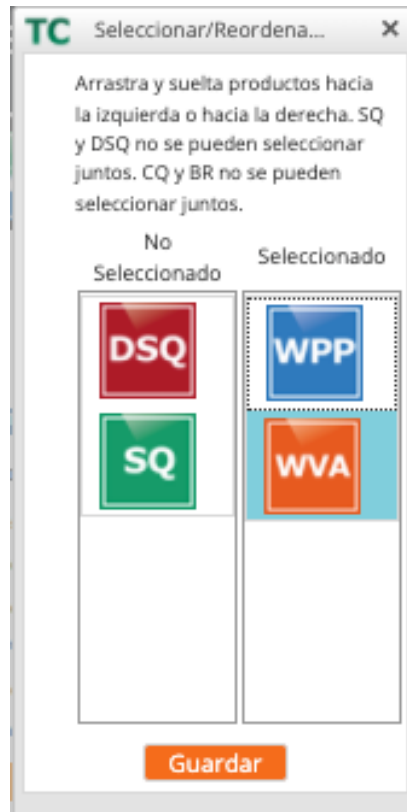 TC Seleccionar/Reordena... ×
Arrastra y suelta productos hacia
la izquierda o hacia la derecha. SQ
y DSQ no se pueden seleccionar
juntos. CQ y BR no se pueden
seleccionar juntos.
No
Seleccionado
Seleccionado
DSQ
WPP
SQ
WVA
Guardar